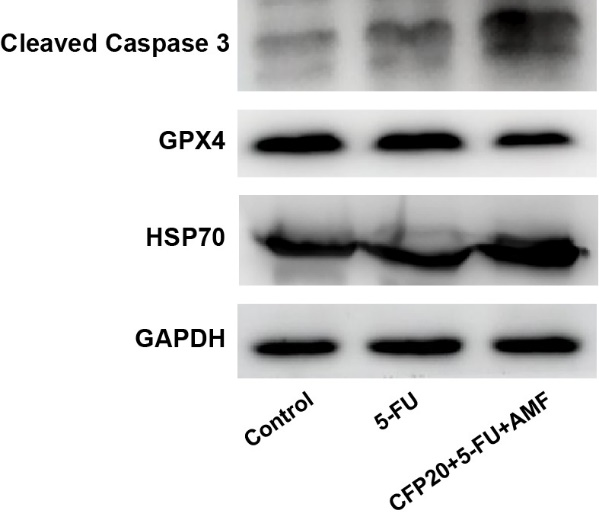 Cleaved Caspase 3
GPX4
HSP70
GAPDH
Control
5-FU
CFP20+5-FU+AMF